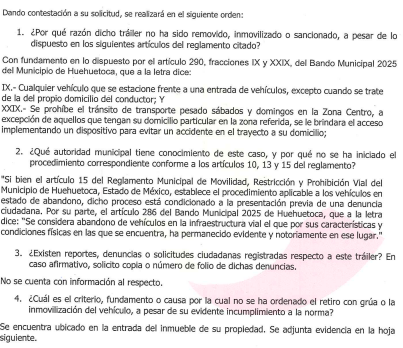 Dando contestación a su solicitud, se realizará en el siguiente orden:
1. ¿Por qué razón dicho tráiler no ha sido removido, inmovilizado o sancionado, a pesar de lo
dispuesto en los siguientes artículos del reglamento citado?
Con fundamento en lo dispuesto por el artículo 290, fracciones IX y XXIX, del Bando Municipal 2025
del Municipio de Huehuetoca, que a la letra dice:
IX.- Cualquier vehículo que se estacione frente a una entrada de vehículos, excepto cuando se trate
de la del propio domicilio del conductor; Y
XXIX.- Se prohíbe el tránsito de transporte pesado sábados y domingos en la Zona Centro, a
excepción de aquellos que tengan su domicilio particular en la zona referida, se le brindara el acceso
implementando un dispositivo para evitar un accidente en el trayecto a su domicilio;
2. ¿Qué autoridad municipal tiene conocimiento de este caso, y por qué no se ha iniciado el
procedimiento correspondiente conforme a los artículos 10, 13 y 15 del reglamento?
"Si bien el artículo 15 del Reglamento Municipal de Movilidad, Restricción y Prohibición Vial del
Municipio de Huehuetoca, Estado de México, establece el procedimiento aplicable a los vehículos en
estado de abandono, dicho proceso está condicionado a la presentación previa de una denuncia
ciudadana. Por su parte, el artículo 286 del Bando Municipal 2025 de Huehuetoca, que a la letra
dice: "Se considera abandono de vehículos en la infraestructura vial el que por sus características y
condiciones físicas en las que se encuentra, ha permanecido evidente y notoriamente en ese lugar."
3. ¿Existen reportes, denuncias o solicitudes ciudadanas registradas respecto a este tráiler? En
caso afirmativo, solicito copia o número de folio de dichas denuncias.
No se cuenta con información al respecto.
4. ¿Cuál es el criterio, fundamento o causa por la cual no se ha ordenado el retiro con grúa o la
inmovilización del vehículo, a pesar de su evidente incumplimiento a la norma?
Se encuentra ubicado en la entrada del inmueble de su propiedad. Se adjunta evidencia en la hoja
siguiente.